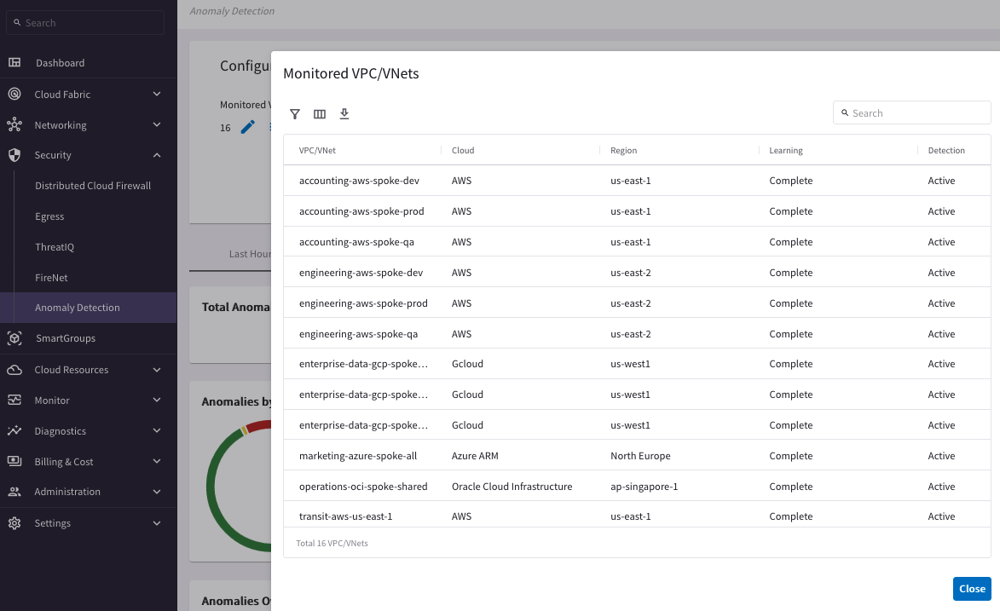 Search
Dashboard
Cloud Fabric
Networking
Security
Distributed Cloud Firewall
Egress
ThreatIQ
FireNet
Anomaly Detection
SmartGroups
Cloud Resources
Monitor
Diagnostics
Billing & Cost
Administration
Settings
Anomaly Detection
Configu
Monitored V
16
Last Hour
Total Anoma
Anomalies by
Anomalies O
Monitored VPC/VNets
Search
VPC/VNet Cloud Region Learning Detection
accounting-aws-spoke-dev AWS us-east-1 Complete Active
accounting-aws-spoke-prod AWS us-east-1 Complete Active
accounting-aws-spoke-qa AWS us-east-1 Complete Active
engineering-aws-spoke-dev AWS us-east-2 Complete Active
engineering-aws-spoke-prod AWS us-east-2 Complete Active
engineering-aws-spoke-qa AWS us-east-2 Complete Active
enterprise-data-gcp-spoke... Gcloud us-west1 Complete Active
enterprise-data-gcp-spoke... Gcloud us-west1 Complete Active
enterprise-data-gcp-spoke... Gcloud us-west1 Complete Active
marketing-azure-spoke-all Azure ARM North Europe Complete Active
operations-oci-spoke-shared Oracle Cloud Infrastructure ap-singapore-1 Complete Active
transit-aws-us-east-1 AWS us-east-1 Complete Active
Total 16 VPC/VNets
Close